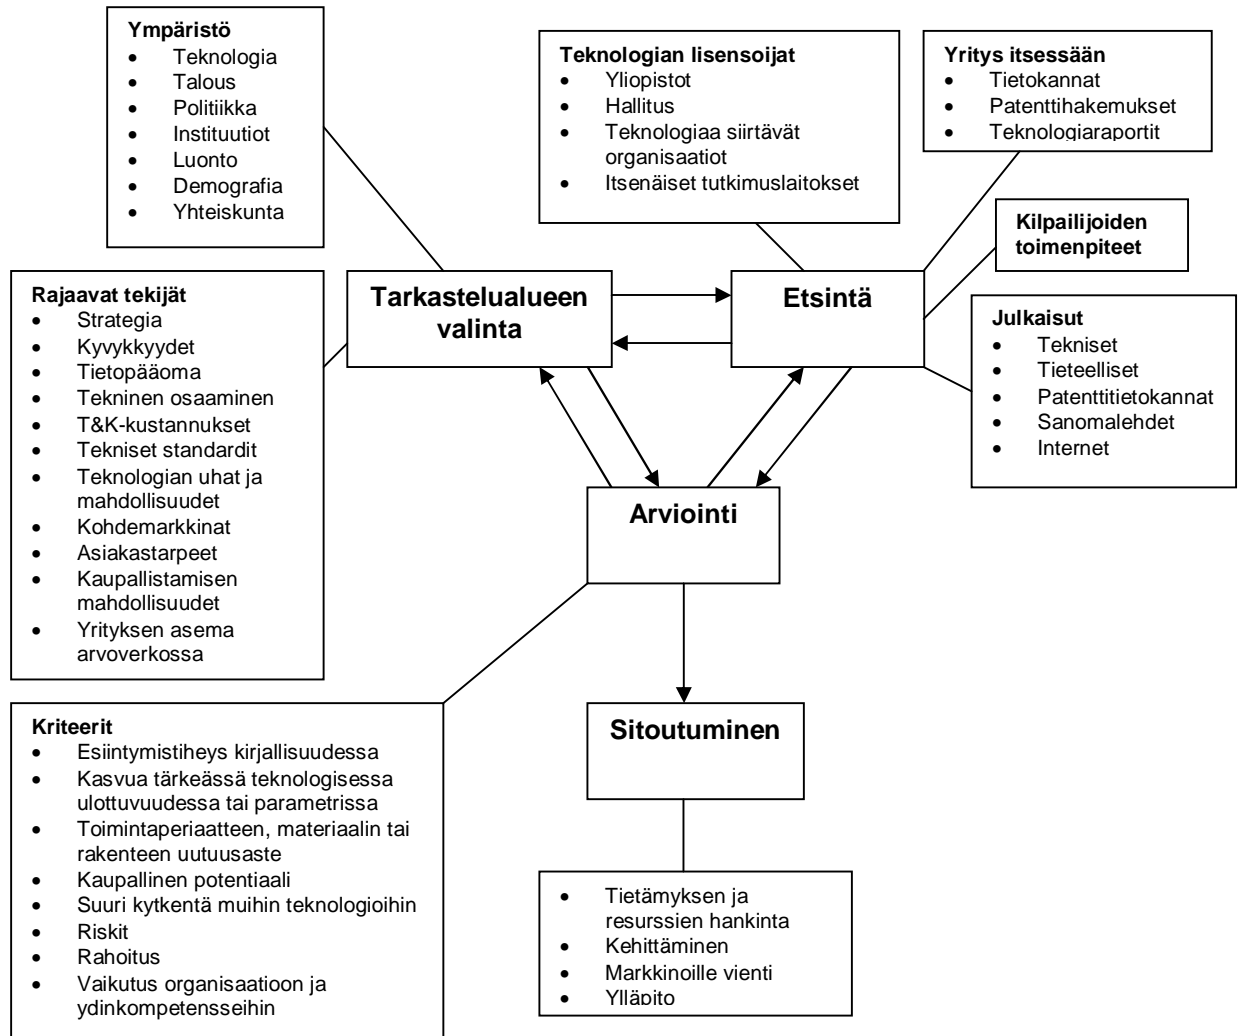 Ympäristö
• Teknologia
• Talous
• Politiikka
• Instituutiot
• Luonto
• Demografia
• Yhteiskunta
Teknologian lisensoijat
• Yliopistot
• Hallitus
• Teknologiaa siirtävät
organisaatiot
• Itsenäiset tutkimuslaitokset
Yritys itsessään
• Tietokannat
• Patenttihakemukset
• Teknologiaraportit
Kilpailijoiden
toimenpiteet
Rajaavat tekijät
• Strategia
• Kyvykkyydet
• Tietopääoma
• Tekninen osaaminen
• T&K-kustannukset
• Tekniset standardit
• Teknologian uhat ja
mahdollisuudet
• Kohdemarkkinat
• Asiakastarpeet
• Kaupallistamisen
mahdollisuudet
• Yrityksen asema
arvoverkossa
Tarkastelualueen
valinta
Etsintä
Julkaisut
• Tekniset
• Tieteelliset
• Patenttitietokannat
• Sanomalehdet
• Internet
Arviointi
Kriteerit
• Esiintymistiheys kirjallisuudessa
• Kasvua tärkeässä teknologisessa
ulottuvuudessa tai parametrissa
• Toimintaperiaatteen, materiaalin tai
rakenteen uutuusaste
• Kaupallinen potentiaali
• Suuri kytkentä muihin teknologioihin
• Riskit
• Rahoitus
• Vaikutus organisaatioon ja
ydinkompetensseihin
Sitoutuminen
• Tietämyksen ja
resurssien hankinta
• Kehittäminen
• Markkinoille vienti
• Ylläpito